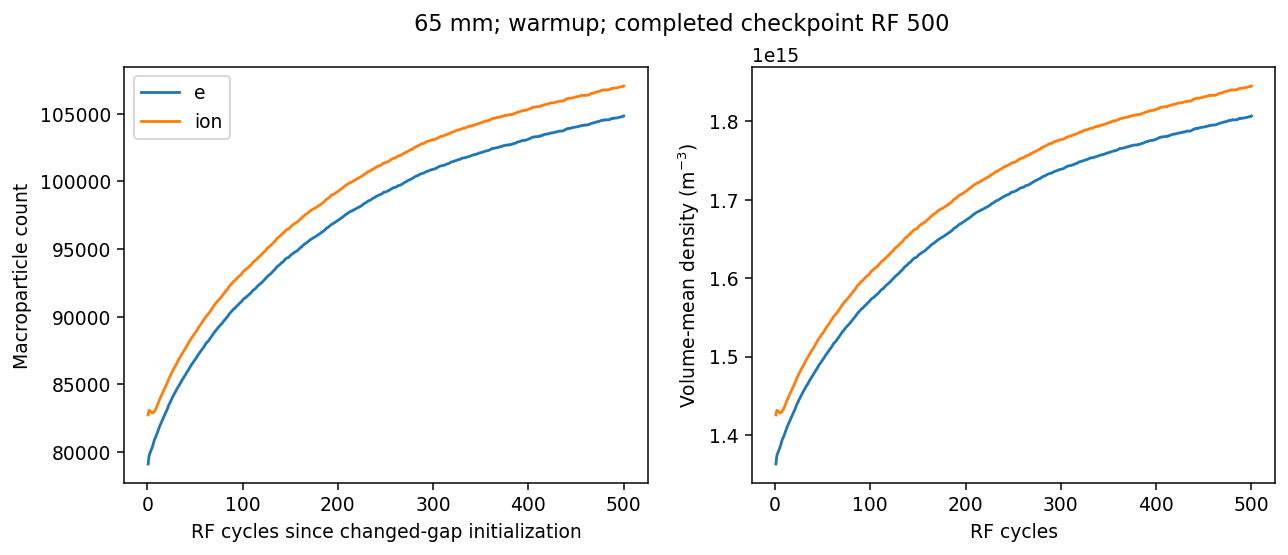 65 mm; warmup; completed checkpoint RF 500
e
ion
105000
100000
95000
90000
85000
80000
Macroparticle count
0 100 200 300 400 500
RF cycles since changed-gap initialization
1e15
1.8
1.7
1.6
1.5
1.4
Volume-mean density (m⁻³)
0 100 200 300 400 500
RF cycles